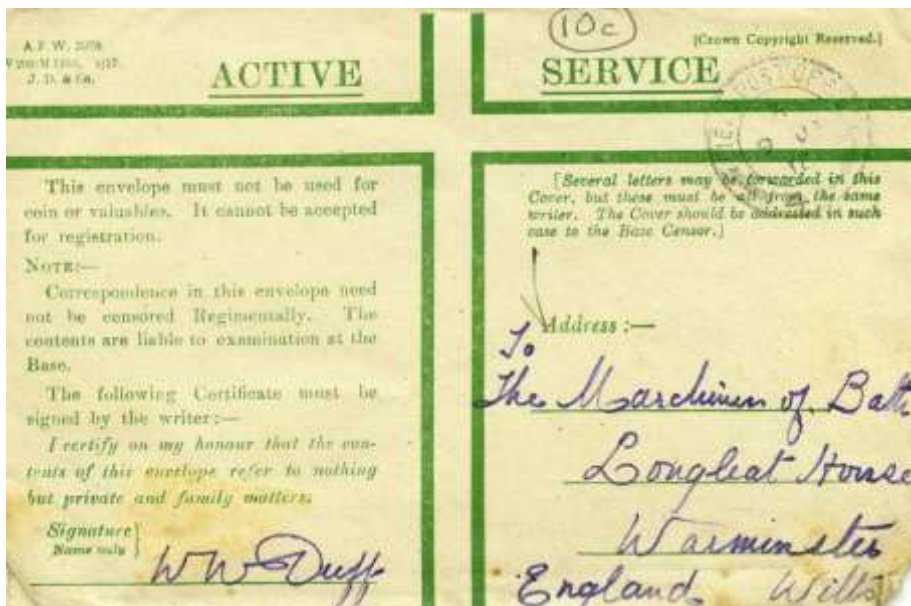 10c
A.F.W. 3078
J. D. & Co.
[Crown Copyright Reserved.]
ACTIVE SERVICE
This envelope must not be used for
coin or valuables. It cannot be accepted
for registration.
NOTE:—
Correspondence in this envelope need
not be censored Regimentally. The
contents are liable to examination at the
Base.
The following Certificate must be
signed by the writer:—
I certify on my honour that the con-
tents of this envelope refer to nothing
but private and family matters.
Signature
Name only
WW Duff
[Several letters may be forwarded in this
Cover, but these must be all from the same
writer. The Cover should be addressed in such
case to the Base Censor.]
Address :—
To
The Marchiness of Bath
Longleat House
Warminster
England Wilts